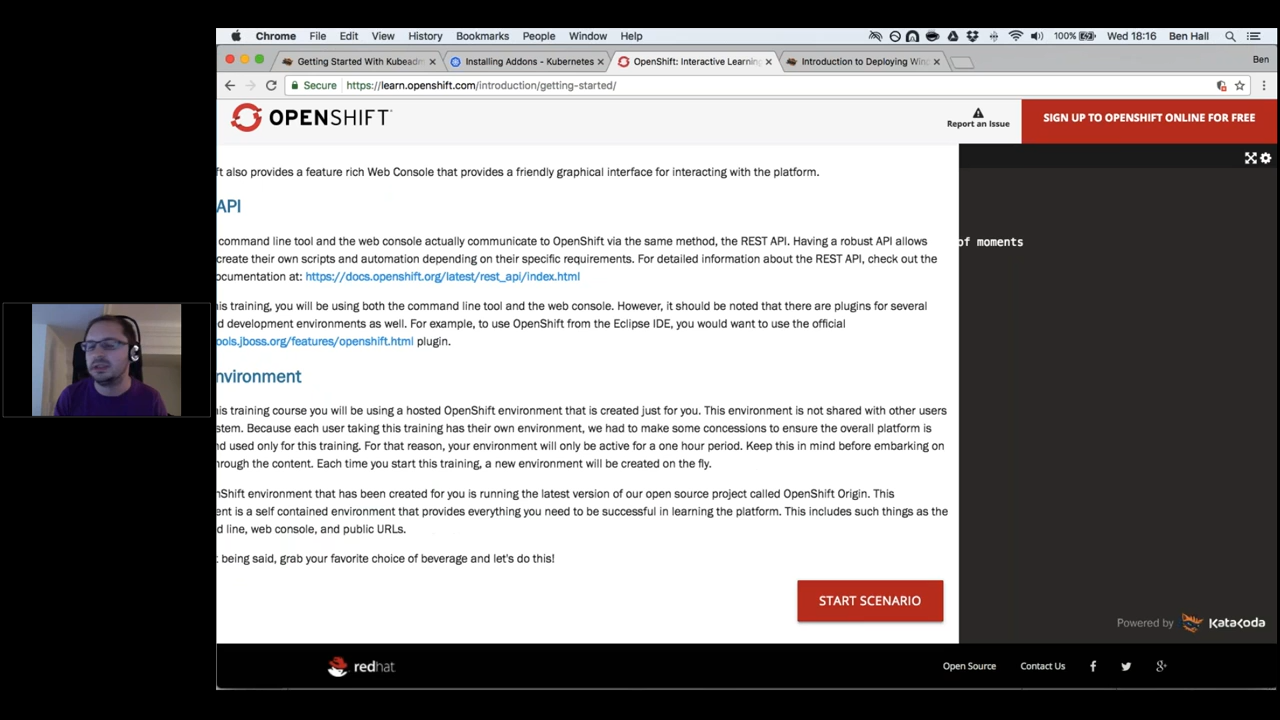 Chrome File Edit View History Bookmarks People Window Help 100% Wed 18:16 Ben Hall
Getting Started With Kubeadm Installing Addons - Kubernetes OpenShift: Interactive Learning Introduction to Deploying Win Ben
Secure https://learn.openshift.com/introduction/getting-started/
OPENSHIFT
Report an Issue
SIGN UP TO OPENSHIFT ONLINE FOR FREE
ft also provides a feature rich Web Console that provides a friendly graphical interface for interacting with the platform.
API
command line tool and the web console actually communicate to OpenShift via the same method, the REST API. Having a robust API allows
create their own scripts and automation depending on their specific requirements. For detailed information about the REST API, check out the
ocumentation at: https://docs.openshift.org/latest/rest_api/index.html
his training, you will be using both the command line tool and the web console. However, it should be noted that there are plugins for several
d development environments as well. For example, to use OpenShift from the Eclipse IDE, you would want to use the official
ools.jboss.org/features/openshift.html plugin.
nvironment
his training course you will be using a hosted OpenShift environment that is created just for you. This environment is not shared with other users
stem. Because each user taking this training has their own environment, we had to make some concessions to ensure the overall platform is
nd used only for this training. For that reason, your environment will only be active for a one hour period. Keep this in mind before embarking on
hrough the content. Each time you start this training, a new environment will be created on the fly.
nShift environment that has been created for you is running the latest version of our open source project called OpenShift Origin. This
ent is a self contained environment that provides everything you need to be successful in learning the platform. This includes such things as the
d line, web console, and public URLs.
t being said, grab your favorite choice of beverage and let's do this!
START SCENARIO
of moments
Powered by Katacoda
redhat
Open Source Contact Us